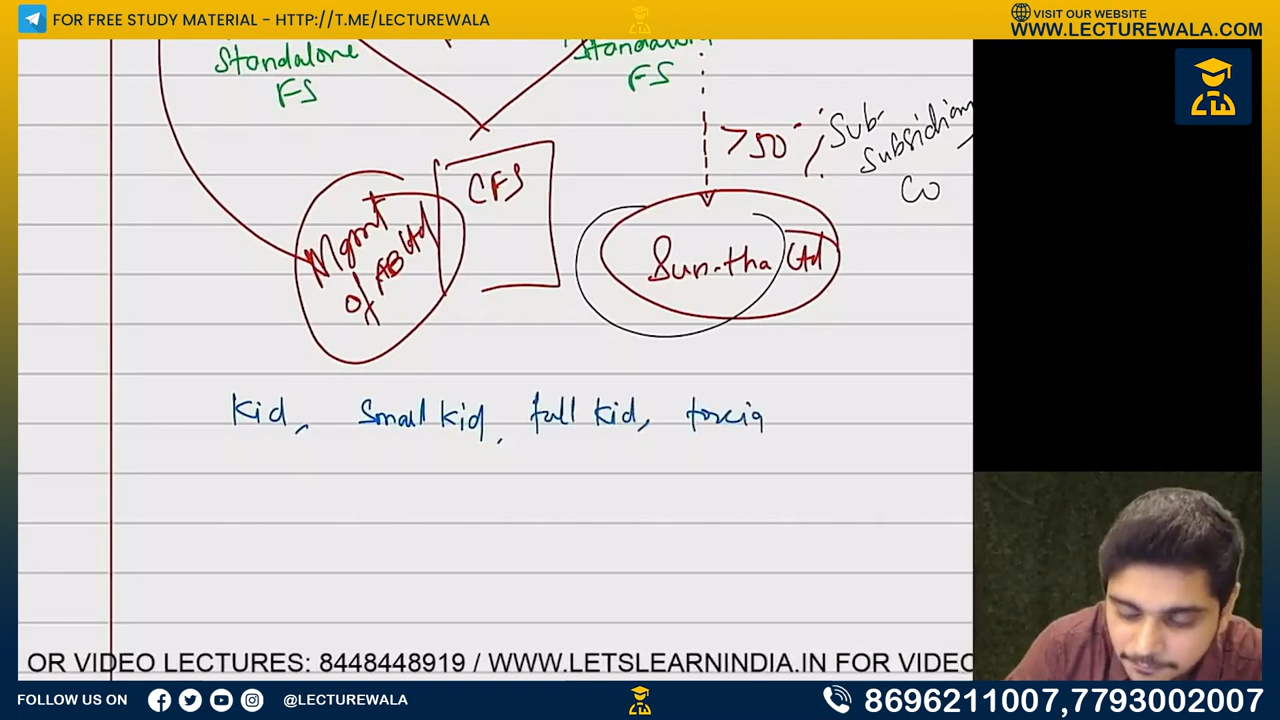 FOR FREE STUDY MATERIAL - HTTP://T.ME/LECTUREWALA
VISIT OUR WEBSITE
WWW.LECTUREWALA.COM
Standalone
FS
Standalone
FS
>50%
Sub-
Subsidiary
Co
CFS
Mgmt
of AB Ltd
Sun-tha Ltd
Kid, Small kid, full kid,
OR VIDEO LECTURES: 8448448919 / WWW.LETSLEARNINDIA.IN FOR VIDEO
FOLLOW US ON
@LECTUREWALA
8696211007,7793002007